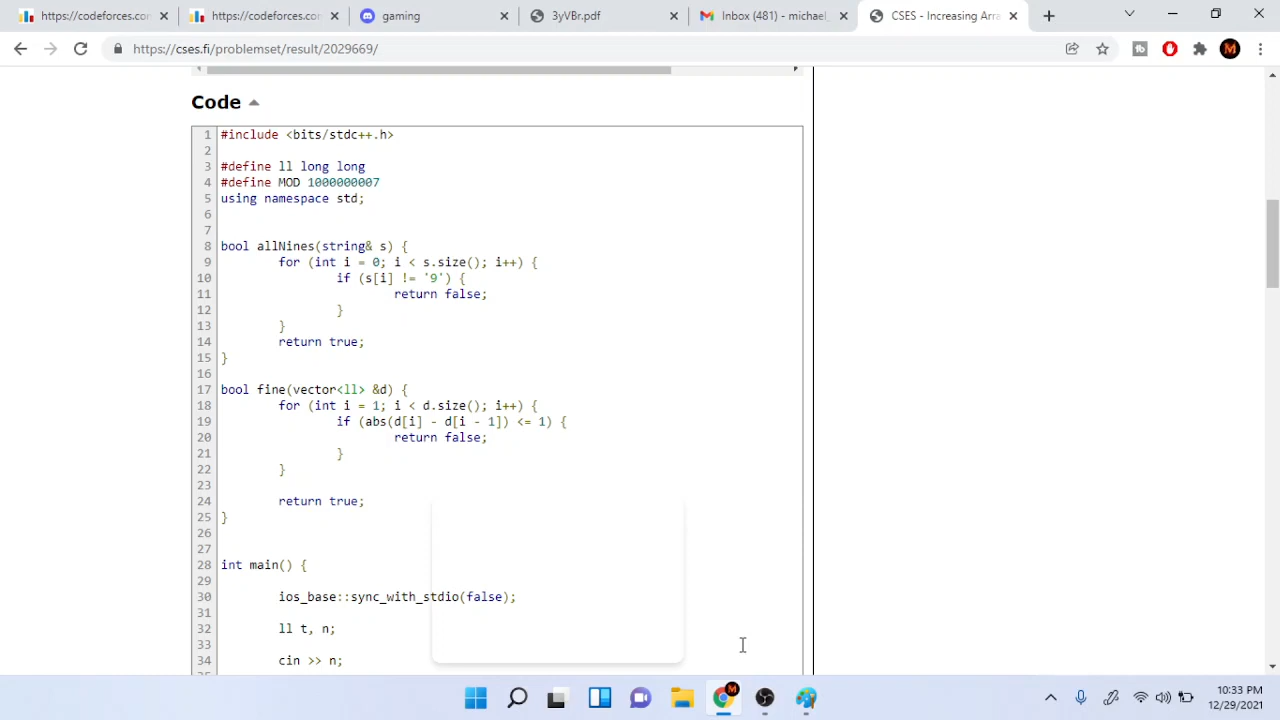 https://codeforces.con
https://codeforces.con
gaming
3yVBr.pdf
Inbox (481) - michael_
CSES - Increasing Arra
https://cses.fi/problemset/result/2029669/
Code
1 #include <bits/stdc++.h>
2
3 #define ll long long
4 #define MOD 1000000007
5 using namespace std;
6
7
8 bool allNines(string& s) {
9 for (int i = 0; i < s.size(); i++) {
10 if (s[i] != '9') {
11 return false;
12 }
13 }
14 return true;
15 }
16
17 bool fine(vector<ll> &d) {
18 for (int i = 1; i < d.size(); i++) {
19 if (abs(d[i] - d[i - 1]) <= 1) {
20 return false;
21 }
22 }
23
24 return true;
25 }
26
27
28 int main() {
29
30 ios_base::sync_with_stdio(false);
31
32 ll t, n;
33
34 cin >> n;
10:33 PM
12/29/2021